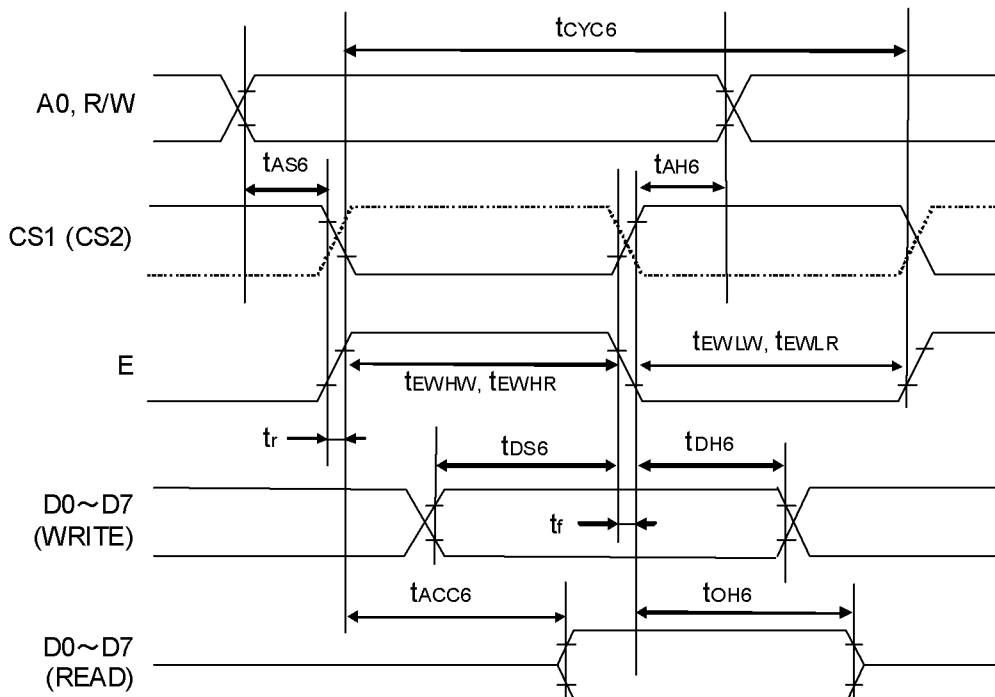 tCYC6
A0, R/W
tAS6
tAH6
CS1 (CS2)
E
tEWLW, tEWLR
tEWHW, tEWHR
tr
tDS6
tDH6
D0～D7
(WRITE)
tf
tACC6
tOH6
D0～D7
(READ)